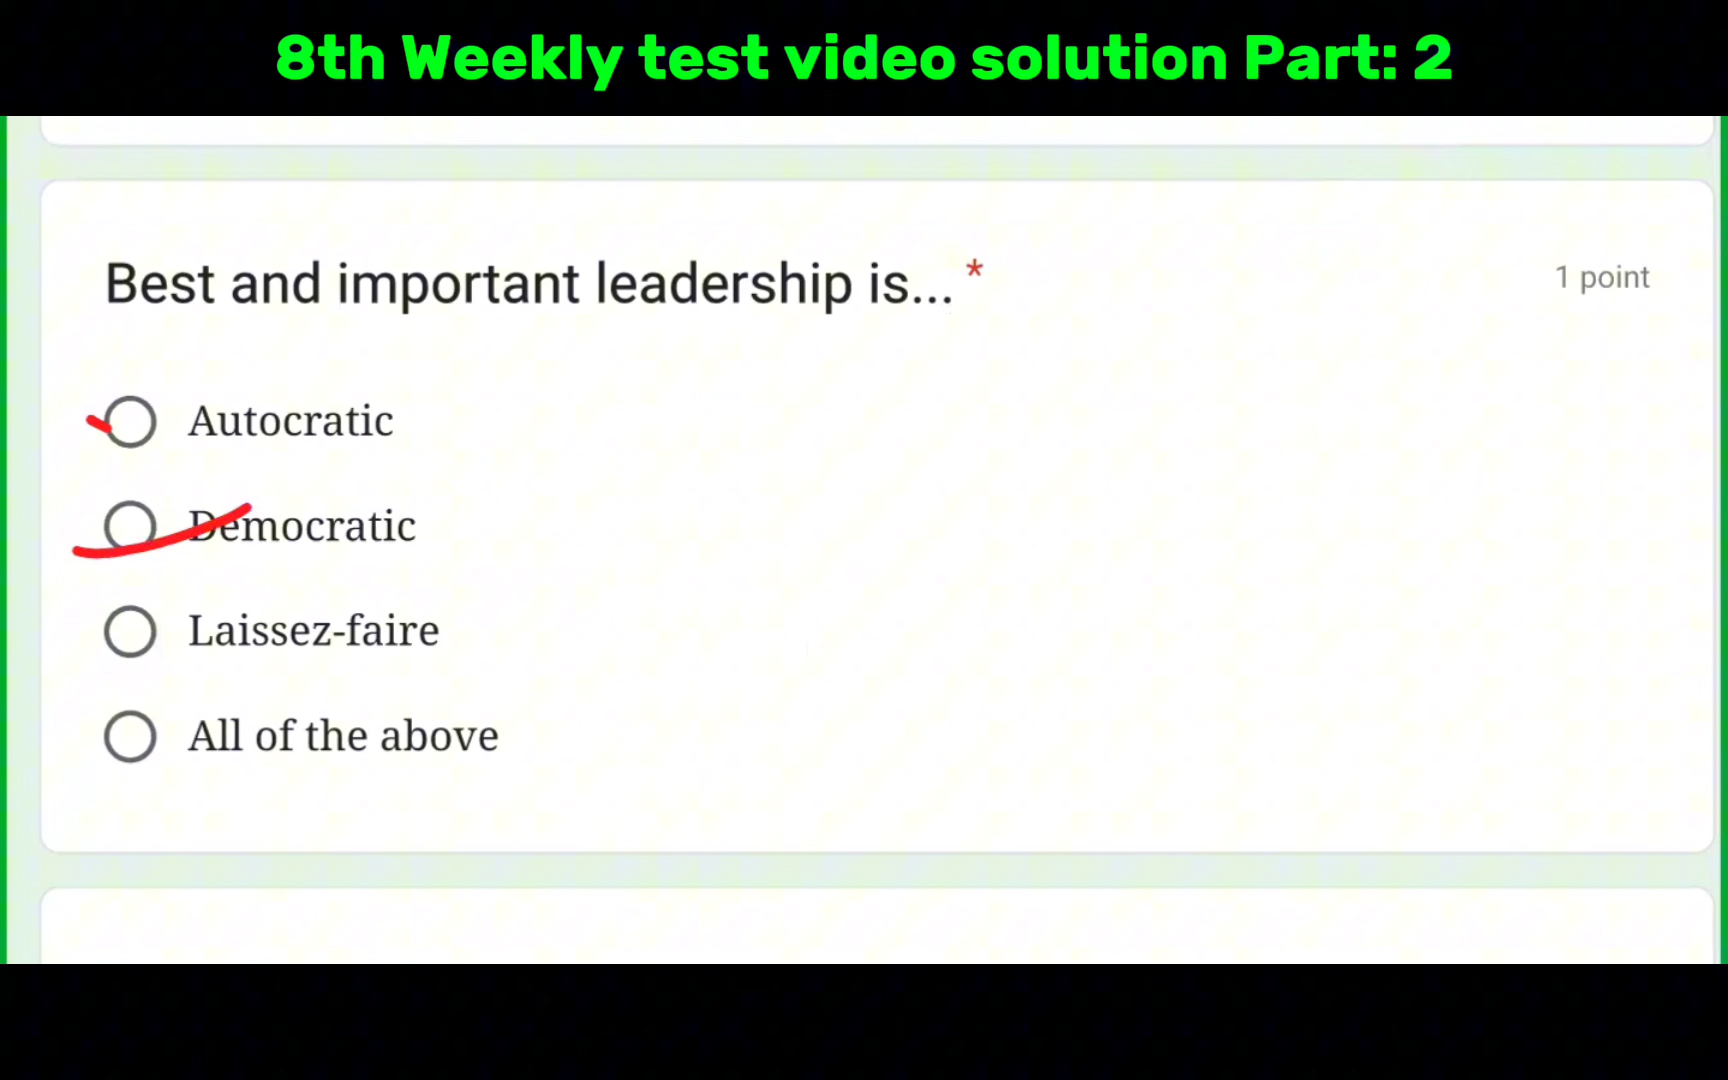 8th Weekly test video solution Part: 2
Best and important leadership is... *
1 point
Autocratic
Democratic
Laissez-faire
All of the above